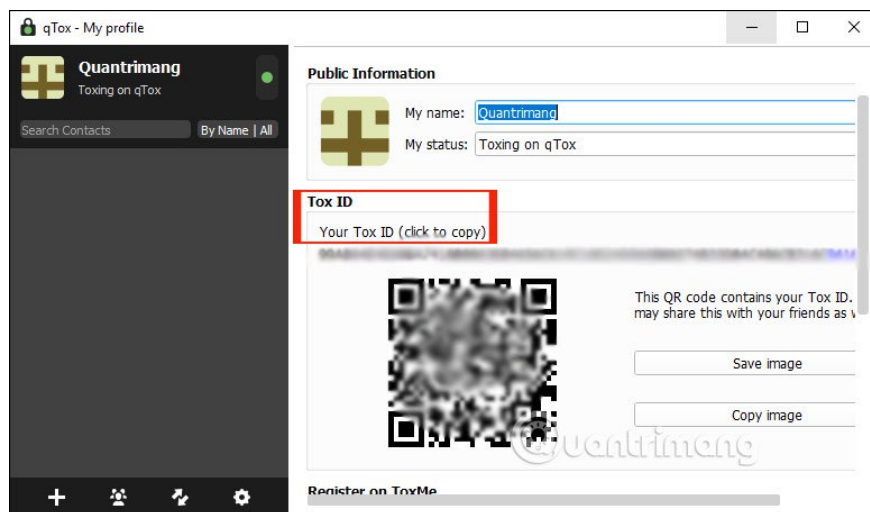 qTox - My profile
Quantrimang
Toxing on qTox
Search Contacts
By Name | All
Public Information
My name: Quantrimang
My status: Toxing on qTox
Tox ID
Your Tox ID (click to copy)
This QR code contains your Tox ID.
may share this with your friends as
Save image
Copy image
Quantrimang
Register on ToxMe